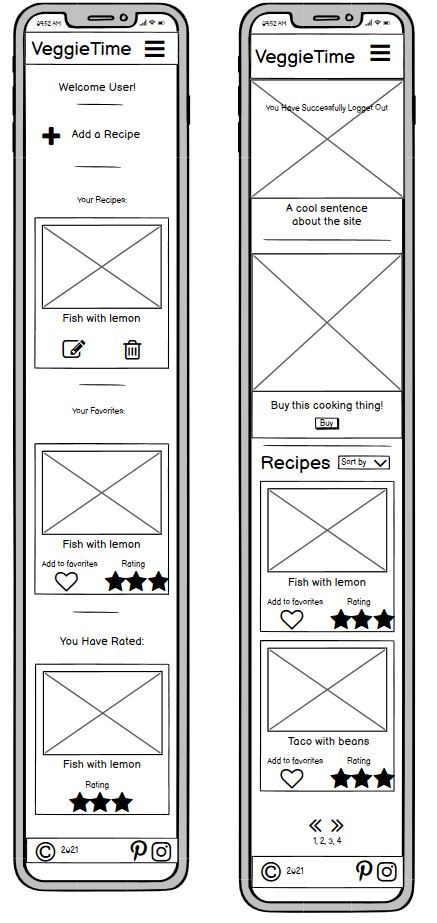 09:52 AM
VeggieTime
Welcome User!
Add a Recipe
Your Recipes:
Fish with lemon
Your Favorites:
Fish with lemon
Add to favorites Rating
You Have Rated:
Fish with lemon
Rating
© 2021
09:52 AM
VeggieTime
You Have Successfully Logget Out
A cool sentence
about the site
Buy this cooking thing!
Buy
Recipes Sort by
Fish with lemon
Add to favorites Rating
Taco with beans
Add to favorites Rating
1, 2, 3, 4
© 2021